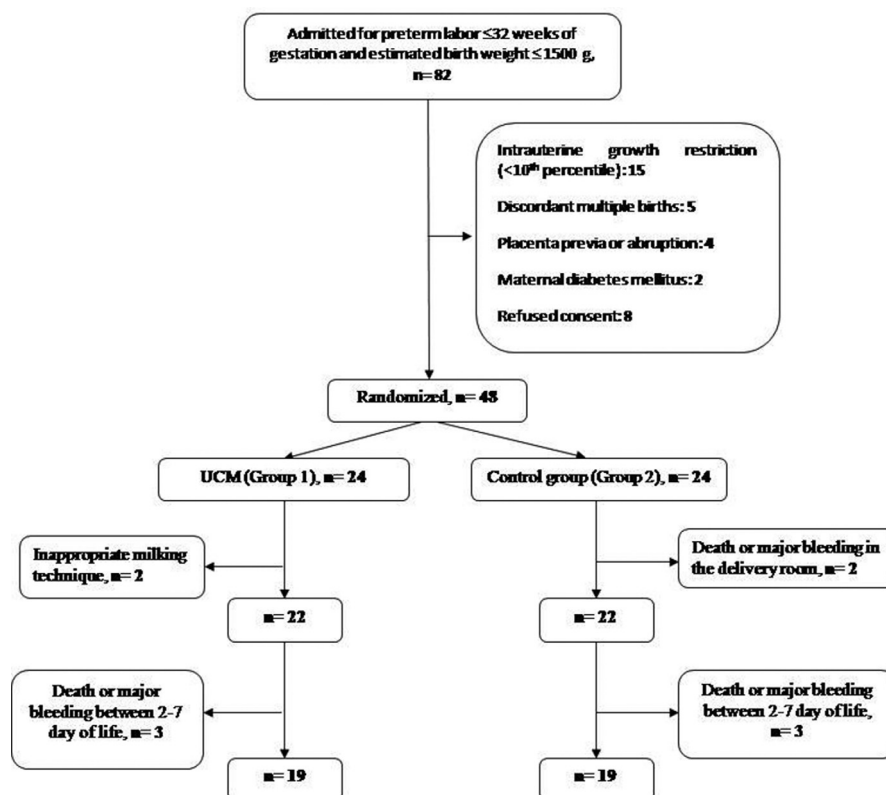 Admitted for preterm labor ≤32 weeks of
gestation and estimated birth weight ≤1500 g,
n= 82
Intrauterine growth restriction
(<10th percentile): 15
Discordant multiple births: 5
Placenta previa or abruption: 4
Maternal diabetes mellitus: 2
Refused consent: 8
Randomized, n= 48
UCM (Group 1), n= 24
Control group (Group 2), n= 24
Inappropriate milking
technique, n= 2
Death or major bleeding in
the delivery room, n= 2
n= 22
n= 22
Death or major
bleeding between 2-7
day of life, n= 3
Death or major bleeding
between 2-7 day of life,
n= 3
n= 19
n= 19